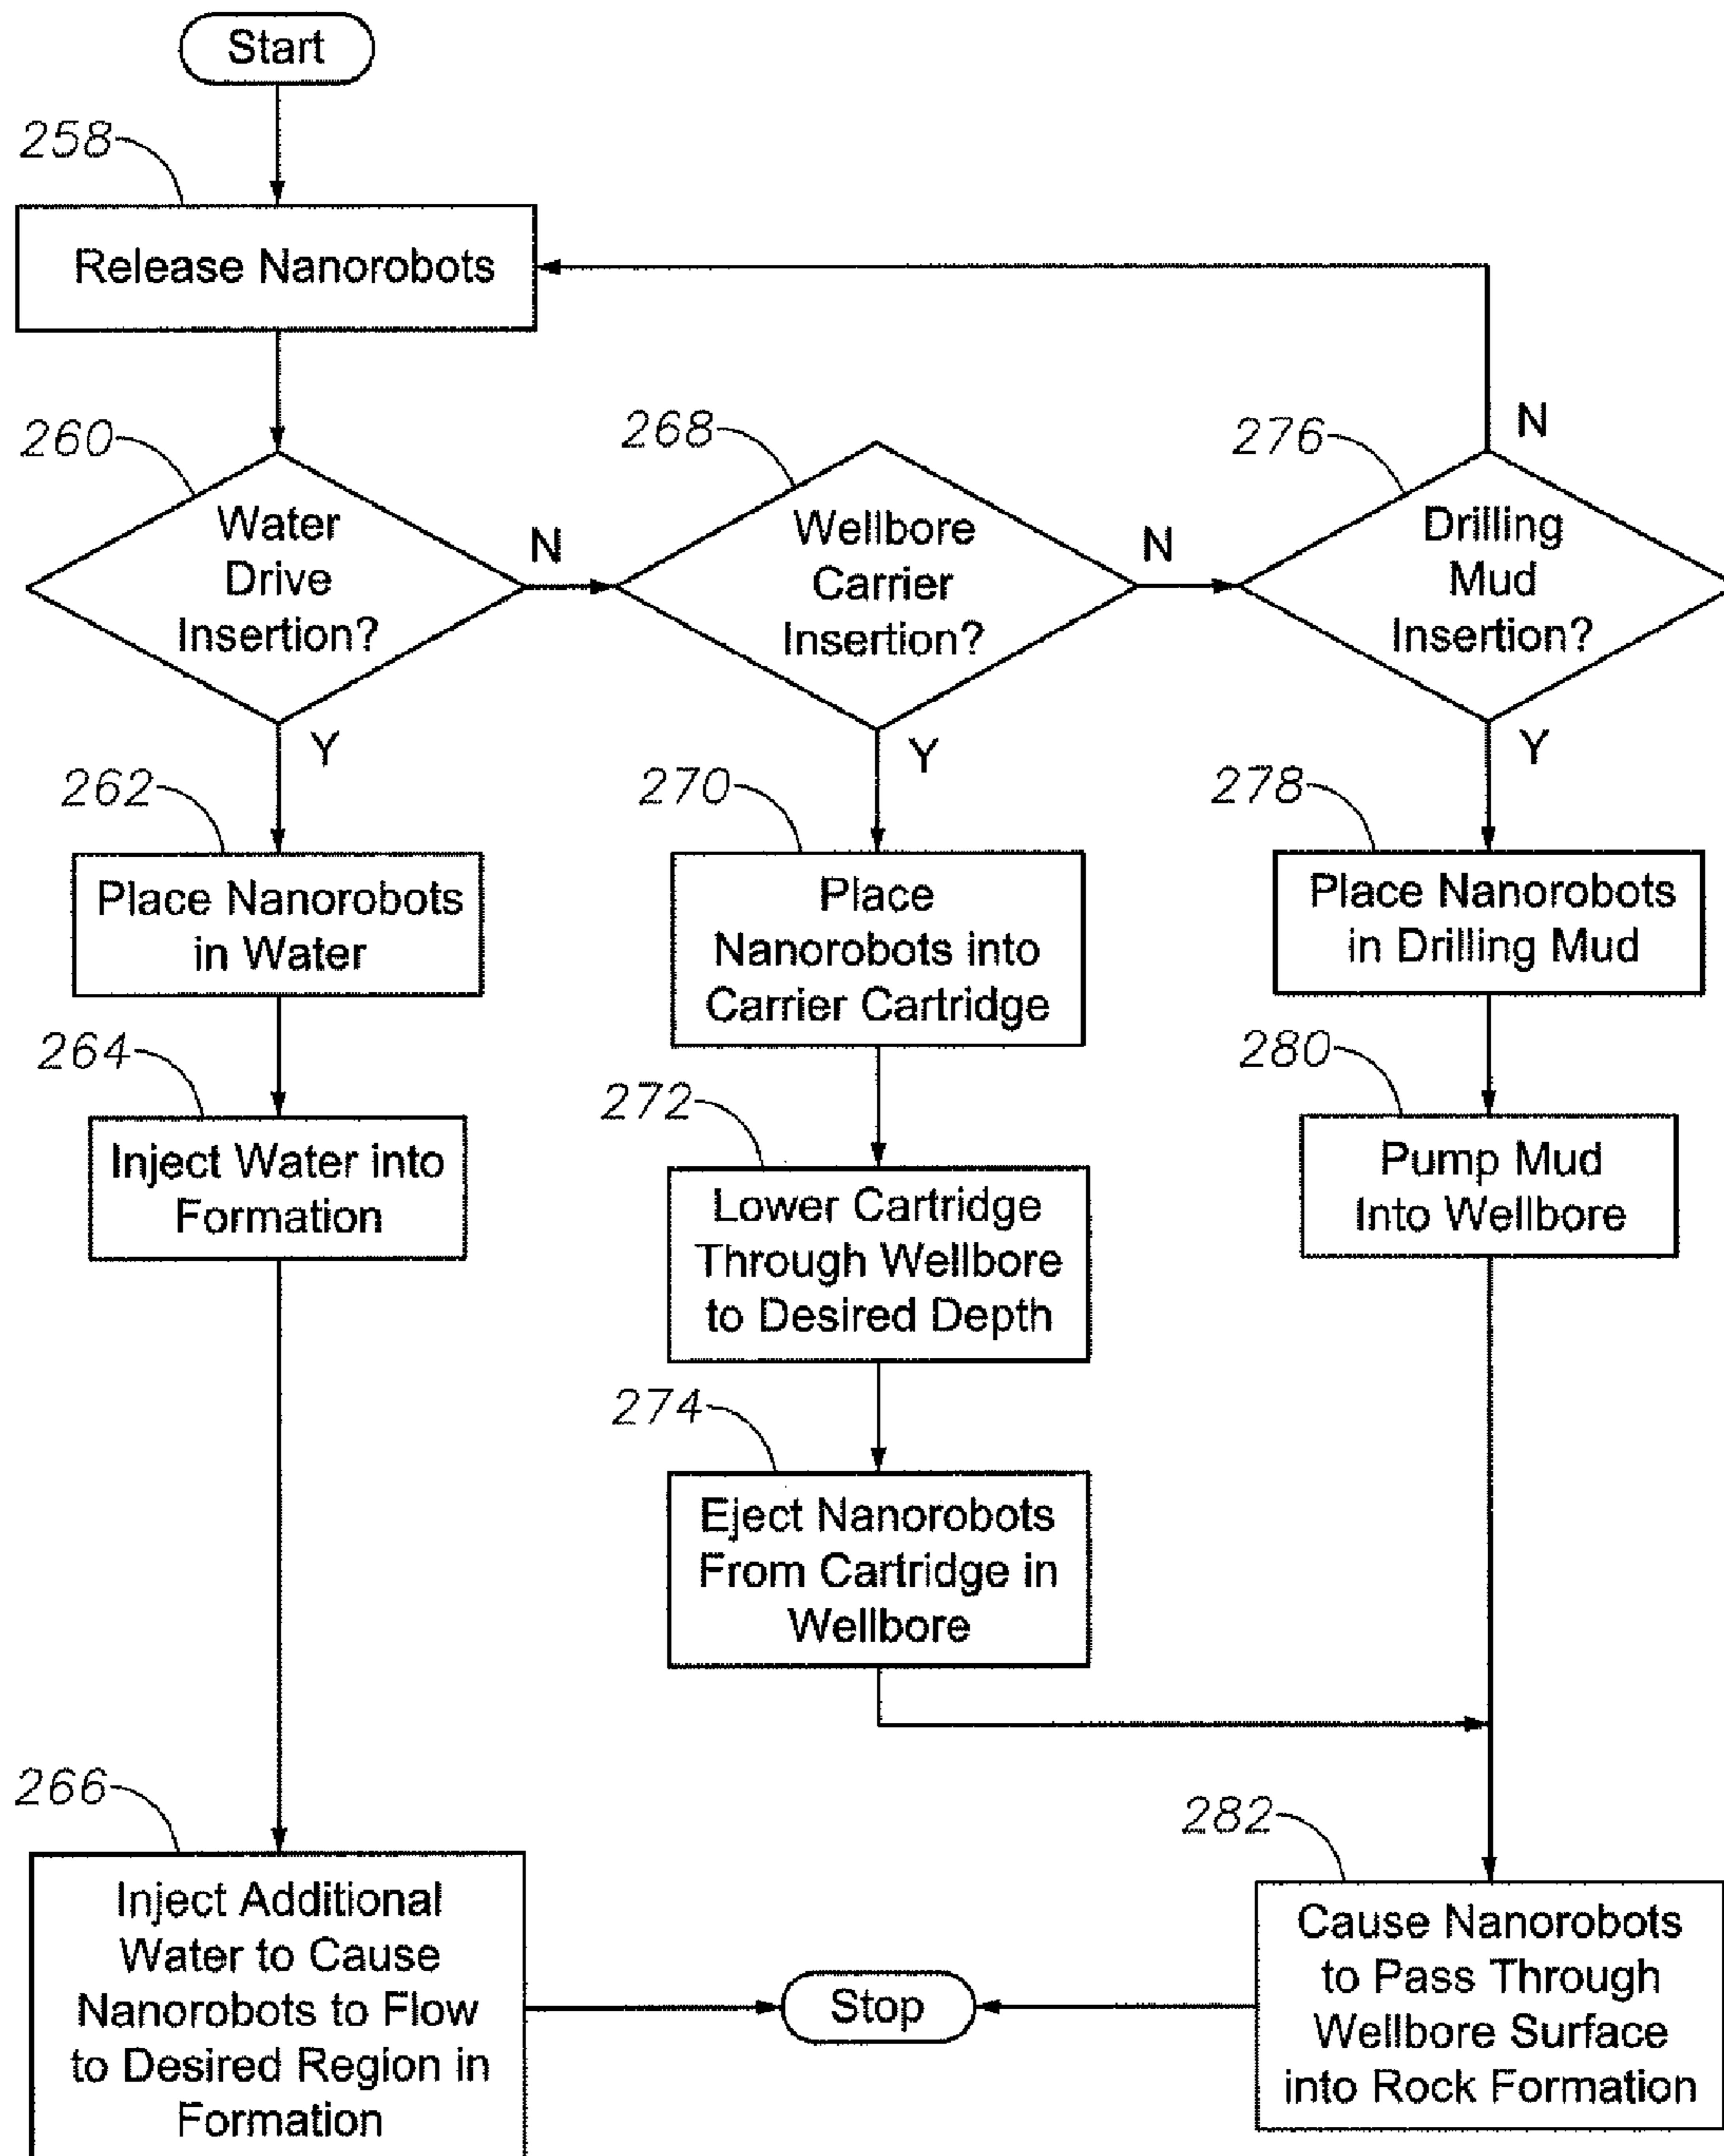 Start
258
Release Nanorobots
260
Water
Drive
Insertion?
N
Y
268
Wellbore
Carrier
Insertion?
N
Y
276
Drilling
Mud
Insertion?
N
Y
262
Place Nanorobots
in Water
270
Place
Nanorobots into
Carrier Cartridge
278
Place Nanorobots
in Drilling Mud
264
Inject Water into
Formation
272
Lower Cartridge
Through Wellbore
to Desired Depth
280
Pump Mud
Into Wellbore
274
Eject Nanorobots
From Cartridge in
Wellbore
266
Inject Additional
Water to Cause
Nanorobots to Flow
to Desired Region in
Formation
Stop
282
Cause Nanorobots
to Pass Through
Wellbore Surface
into Rock Formation